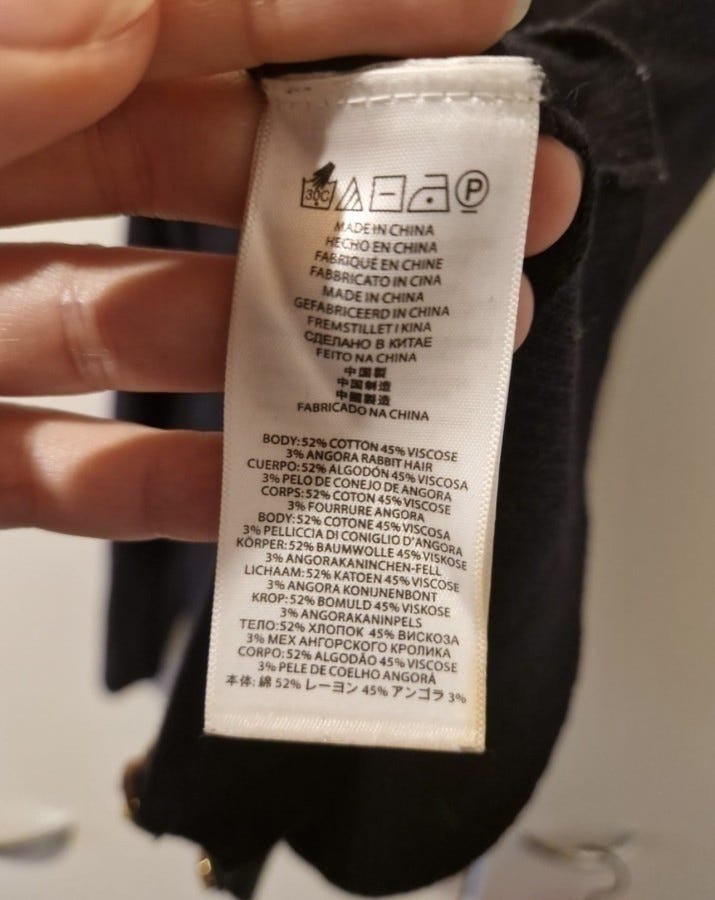 30C P
MADE IN CHINA
HECHO EN CHINA
FABRIQUÉ EN CHINE
FABBRICATO IN CINA
MADE IN CHINA
GEFABRICEERD IN CHINA
FREMSTILLET I KINA
СДЕЛАНО В КИТАЕ
FEITO NA CHINA
中国製
中国制造
中國製造
FABRICADO NA CHINA
BODY: 52% COTTON 45% VISCOSE
3% ANGORA RABBIT HAIR
CUERPO: 52% ALGODÓN 45% VISCOSA
3% PELO DE CONEJO DE ANGORA
CORPS: 52% COTON 45% VISCOSE
3% FOURRURE ANGORA
BODY: 52% COTONE 45% VISCOSA
3% PELLICCIA DI CONIGLIO D'ANGORA
KÖRPER: 52% BAUMWOLLE 45% VISKOSE
3% ANGORAKANINCHEN-FELL
LICHAAM: 52% KATOEN 45% VISCOSE
3% ANGORA KONIJNENBONT
KROP: 52% BOMULD 45% VISKOSE
3% ANGORAKANINPELS
ТЕЛО: 52% ХЛОПОК 45% ВИСКОЗА
3% МЕХ АНГОРСКОГО КРОЛИКА
CORPO: 52% ALGODÃO 45% VISCOSE
3% PELE DE COELHO ANGORÁ
本体: 綿 52% レーヨン 45% アンゴラ 3%